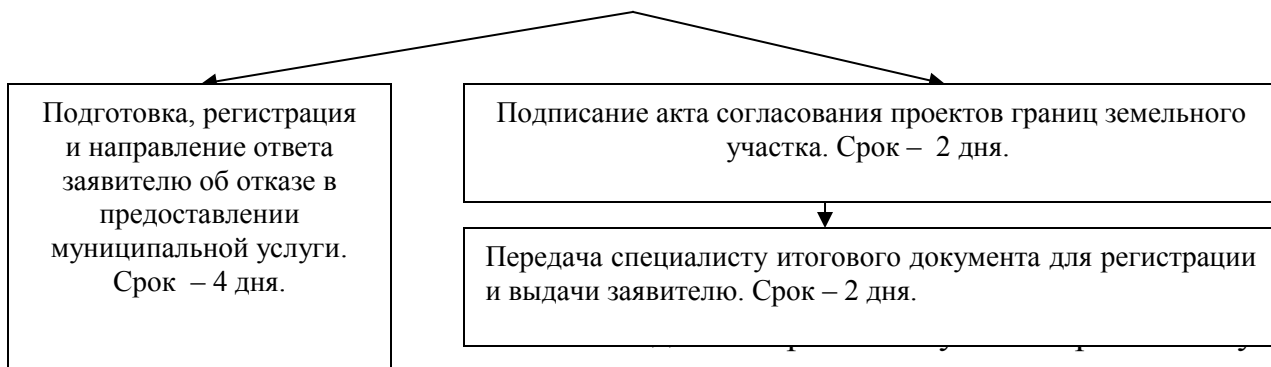 Подготовка, регистрация
и направление ответа
заявителю об отказе в
предоставлении
муниципальной услуги.
Срок – 4 дня.
Подписание акта согласования проектов границ земельного
участка. Срок – 2 дня.
Передача специалисту итогового документа для регистрации
и выдачи заявителю. Срок – 2 дня.